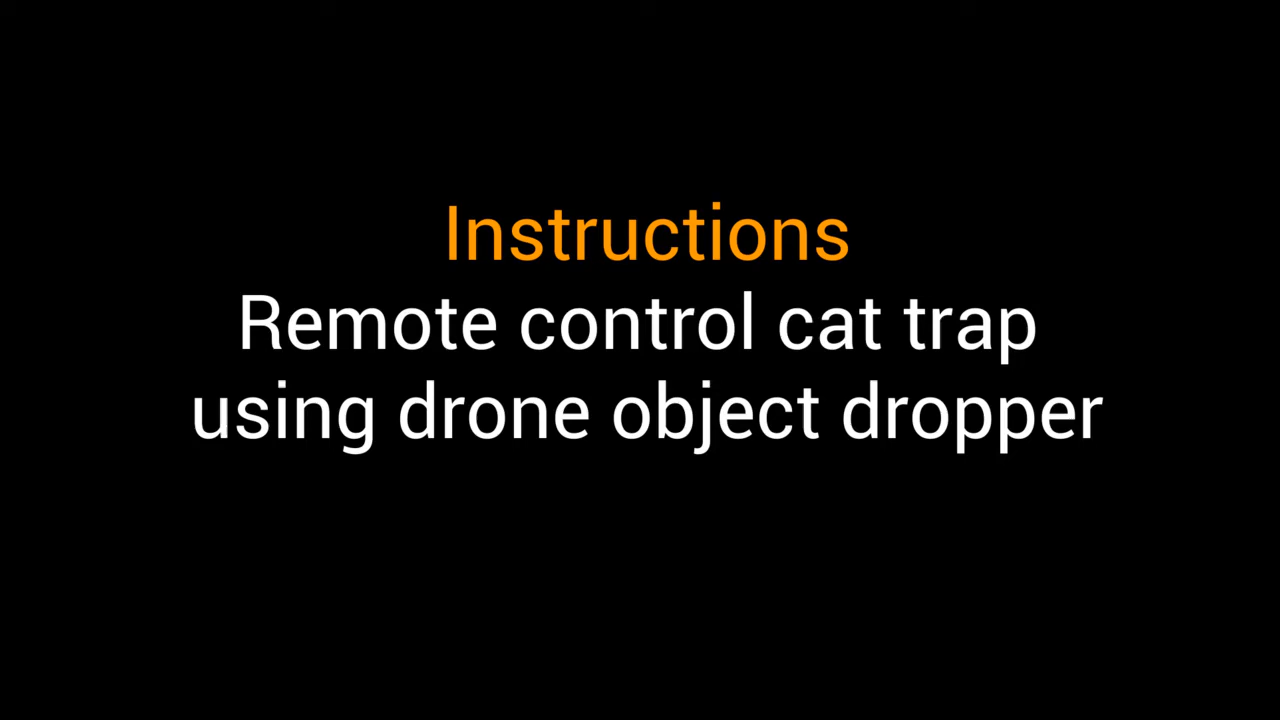 Instructions
Remote control cat trap
using drone object dropper